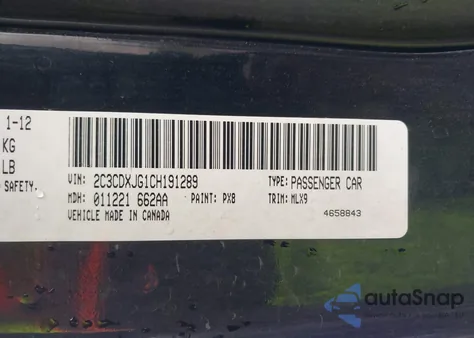 1-12
KG
LB
SAFETY.
VIN: 2C3CDXJG1CH191289 TYPE: PASSENGER CAR
MDH: 011221 662AA PAINT: PX8 TRIM: MLX9
VEHICLE MADE IN CANADA 4658843
autoSnap